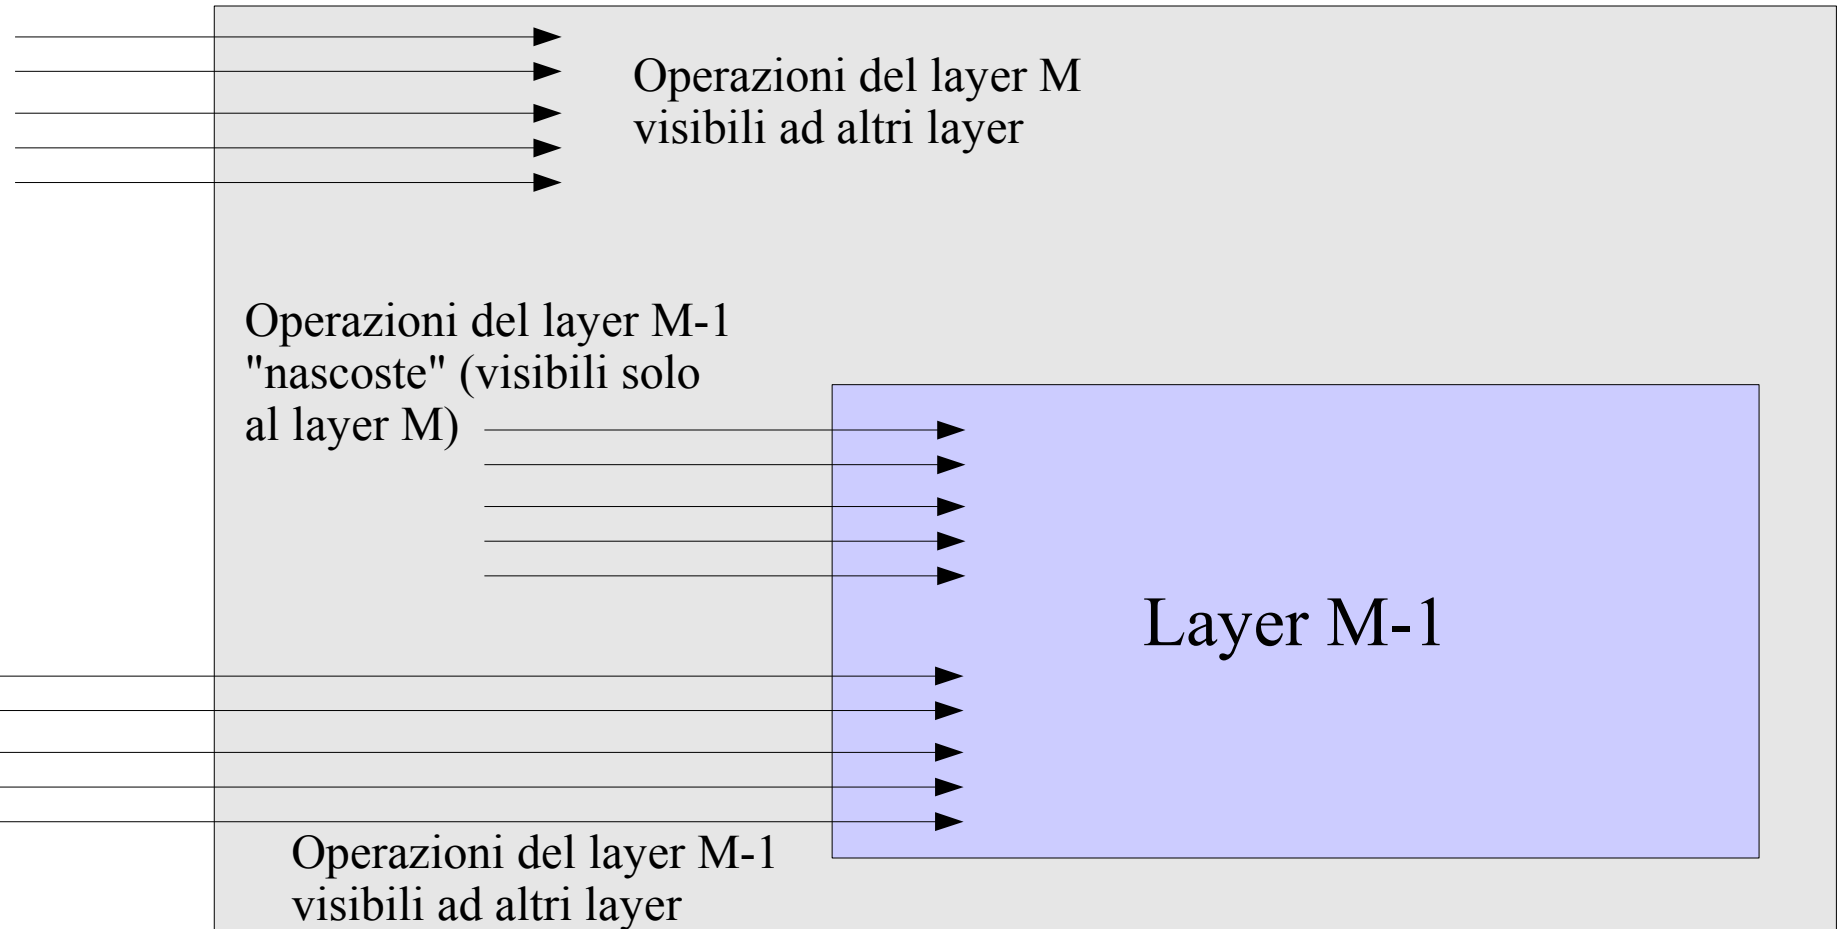 Operazioni del layer M
visibili ad altri layer
Operazioni del layer M-1
"nascoste" (visibili solo
al layer M)
Layer M-1
Operazioni del layer M-1
visibili ad altri layer